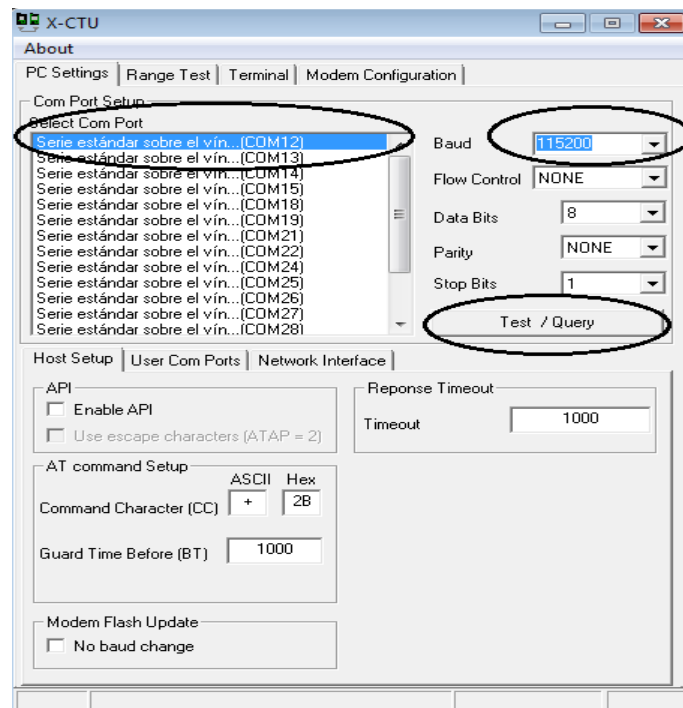 X-CTU
About
PC Settings Range Test Terminal Modem Configuration
Com Port Setup
Select Com Port
Serie estándar sobre el vín...(COM12)
Serie estándar sobre el vín...(COM13)
Serie estándar sobre el vín...(COM14)
Serie estándar sobre el vín...(COM15)
Serie estándar sobre el vín...(COM18)
Serie estándar sobre el vín...(COM19)
Serie estándar sobre el vín...(COM21)
Serie estándar sobre el vín...(COM22)
Serie estándar sobre el vín...(COM24)
Serie estándar sobre el vín...(COM25)
Serie estándar sobre el vín...(COM26)
Serie estándar sobre el vín...(COM27)
Serie estándar sobre el vín...(COM28)
Baud 115200
Flow Control NONE
Data Bits 8
Parity NONE
Stop Bits 1
Test / Query
Host Setup User Com Ports Network Interface
API
Enable API
Use escape characters (ATAP = 2)
Reponse Timeout
Timeout 1000
AT command Setup
ASCII Hex
Command Character (CC) + 2B
Guard Time Before (BT) 1000
Modem Flash Update
No baud change